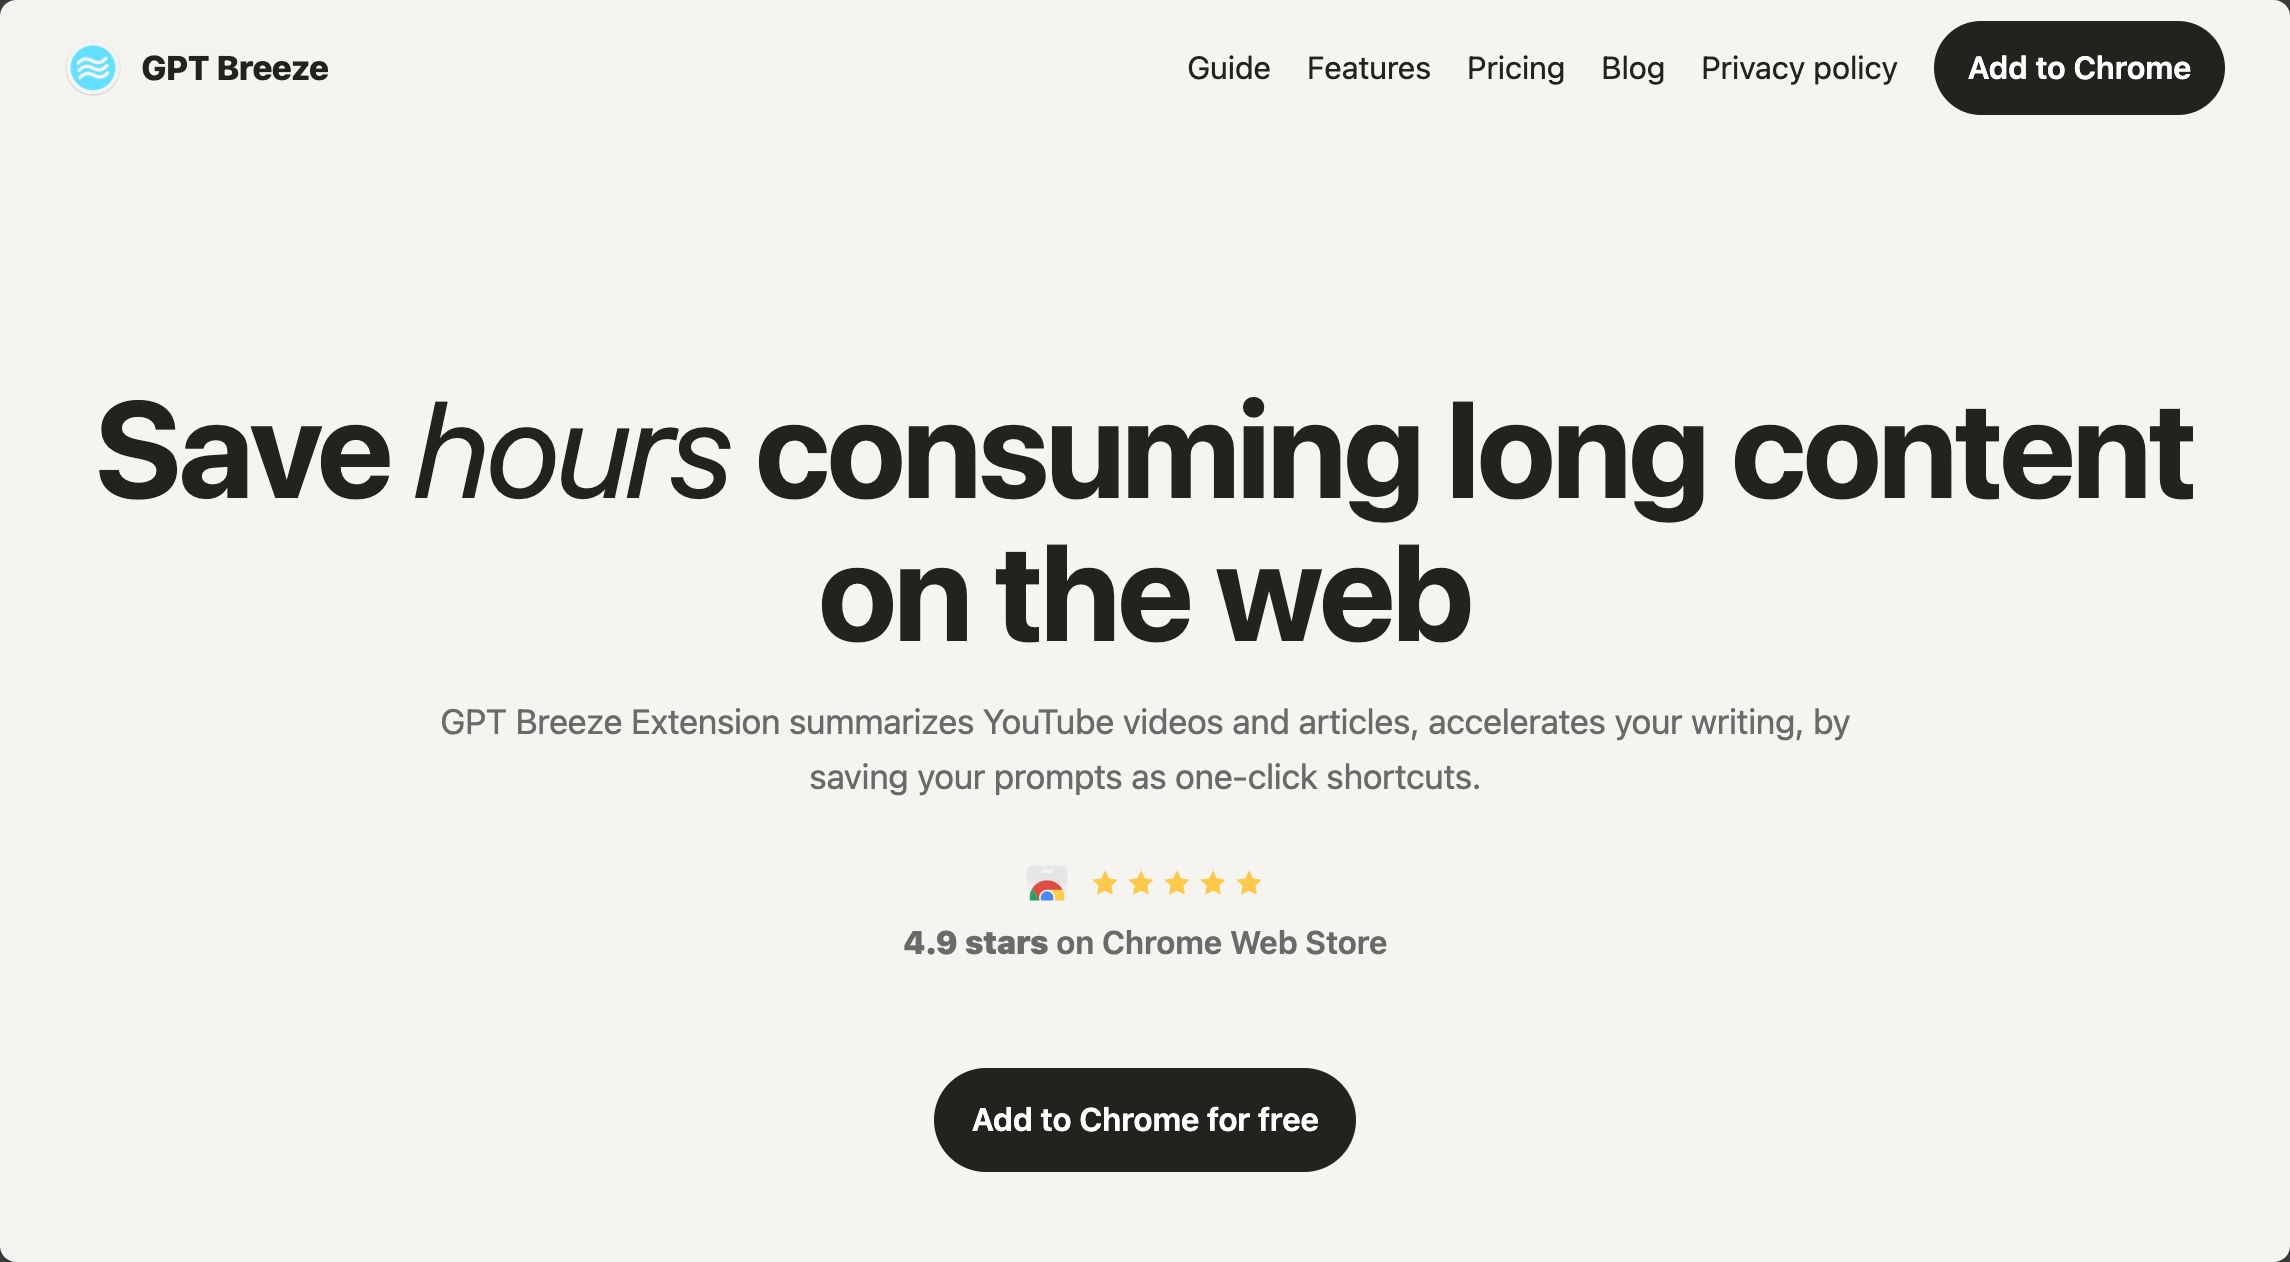 GPT Breeze
Guide Features Pricing Blog Privacy policy Add to Chrome
Save hours consuming long content
on the web
GPT Breeze Extension summarizes YouTube videos and articles, accelerates your writing, by
saving your prompts as one-click shortcuts.
4.9 stars on Chrome Web Store
Add to Chrome for free